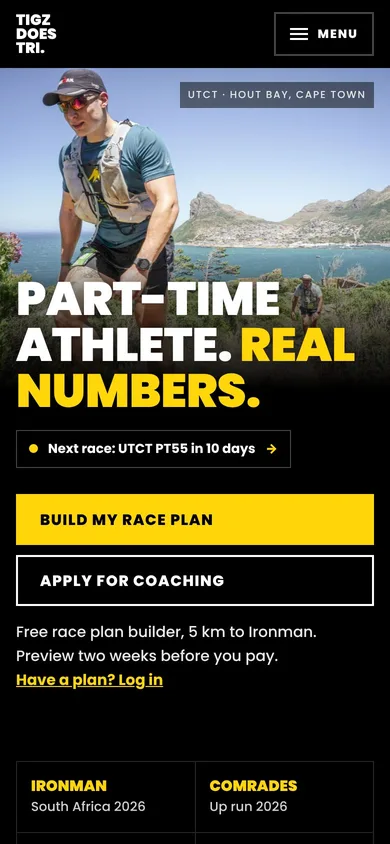 TIGZ
DOES
TRI.
MENU
UTCT · HOUT BAY, CAPE TOWN
PART-TIME
ATHLETE. REAL
NUMBERS.
Next race: UTCT PT55 in 10 days →
BUILD MY RACE PLAN
APPLY FOR COACHING
Free race plan builder, 5 km to Ironman.
Preview two weeks before you pay.
Have a plan? Log in
IRONMAN
South Africa 2026
COMRADES
Up run 2026